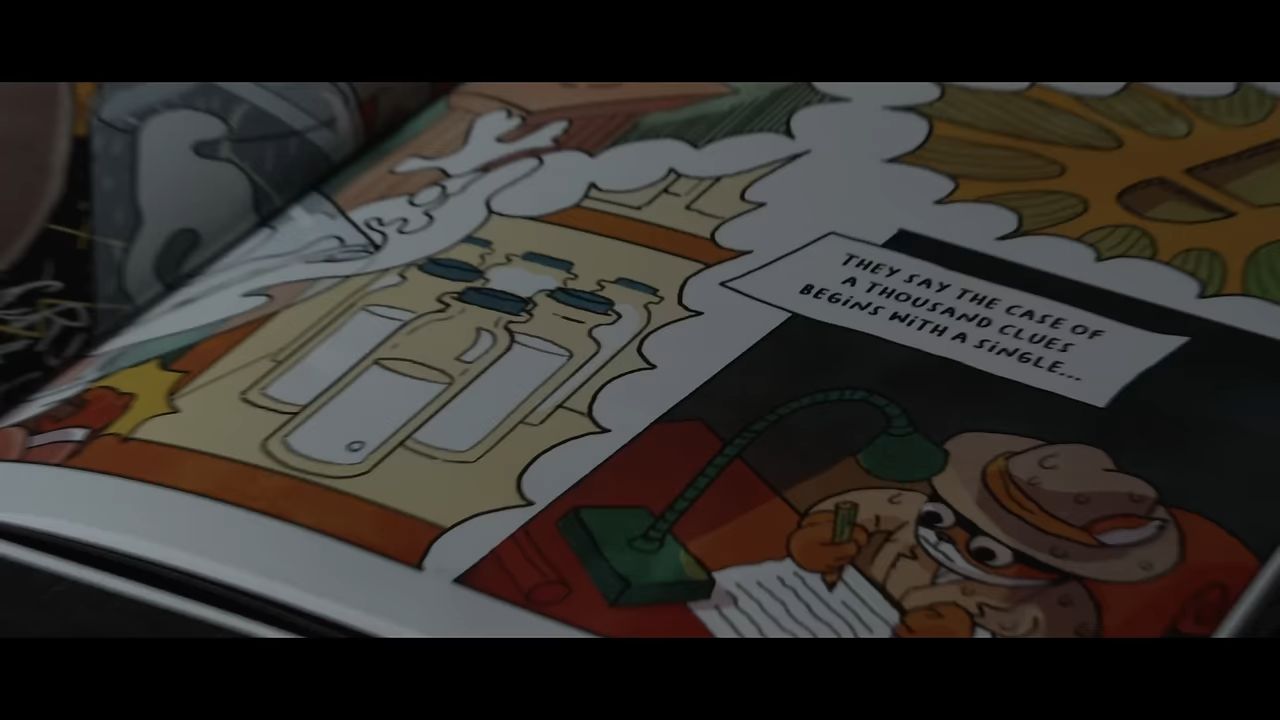 THEY SAY THE CASE OF
A THOUSAND CLUES
BEGINS WITH A SINGLE...